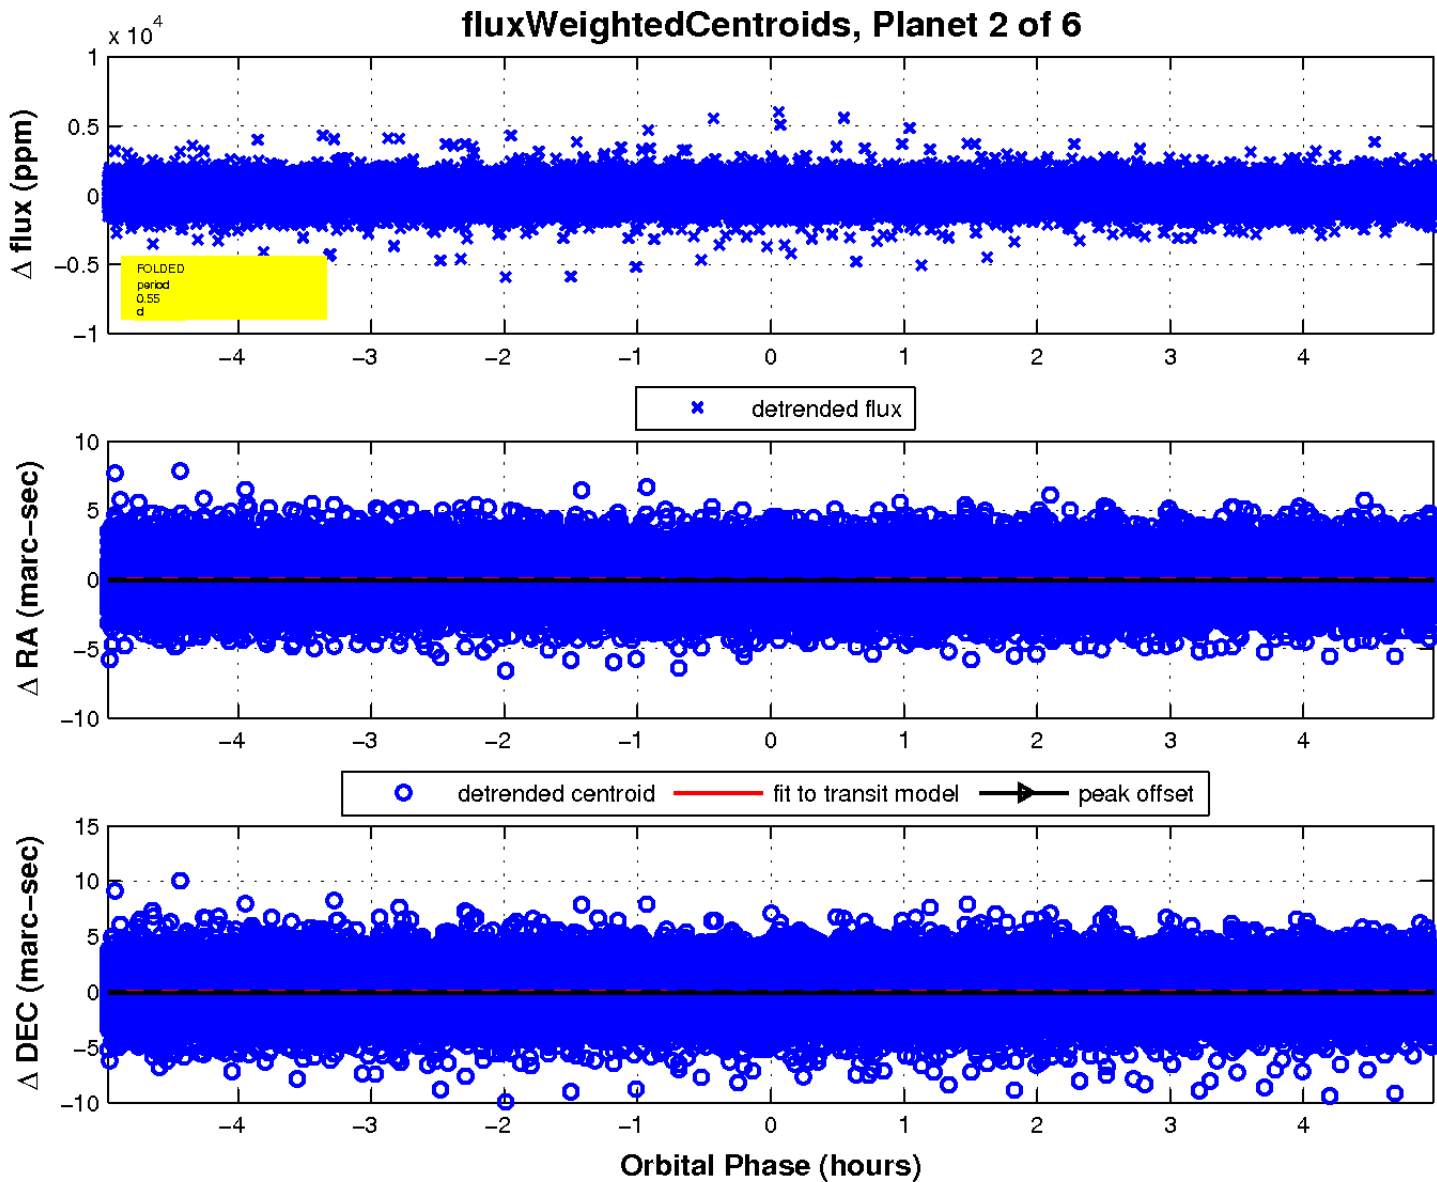 fluxWeightedCentroids, Planet 2 of 6
x 10^4
1
0.5
0
−0.5
−1
Δ flux (ppm)
FOLDED
period
0.55
d
−4 −3 −2 −1 0 1 2 3 4
detrended flux
10
5
0
−5
−10
Δ RA (marc−sec)
−4 −3 −2 −1 0 1 2 3 4
detrended centroid fit to transit model peak offset
15
10
5
0
−5
−10
Δ DEC (marc−sec)
−4 −3 −2 −1 0 1 2 3 4
Orbital Phase (hours)